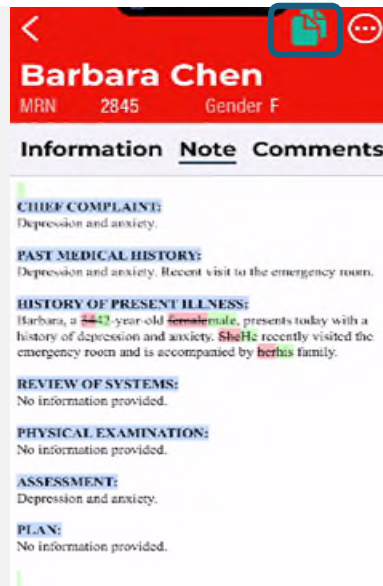 Barbara Chen
MRN 2845 Gender F
Information Note Comments
CHIEF COMPLAINT:
Depression and anxiety.
PAST MEDICAL HISTORY:
Depression and anxiety. Recent visit to the emergency room.
HISTORY OF PRESENT ILLNESS:
Barbara, a 42-year-old femalemale, presents today with a
history of depression and anxiety. SheHe recently visited the
emergency room and is accompanied by herhis family.
REVIEW OF SYSTEMS:
No information provided.
PHYSICAL EXAMINATION:
No information provided.
ASSESSMENT:
Depression and anxiety.
PLAN:
No information provided.